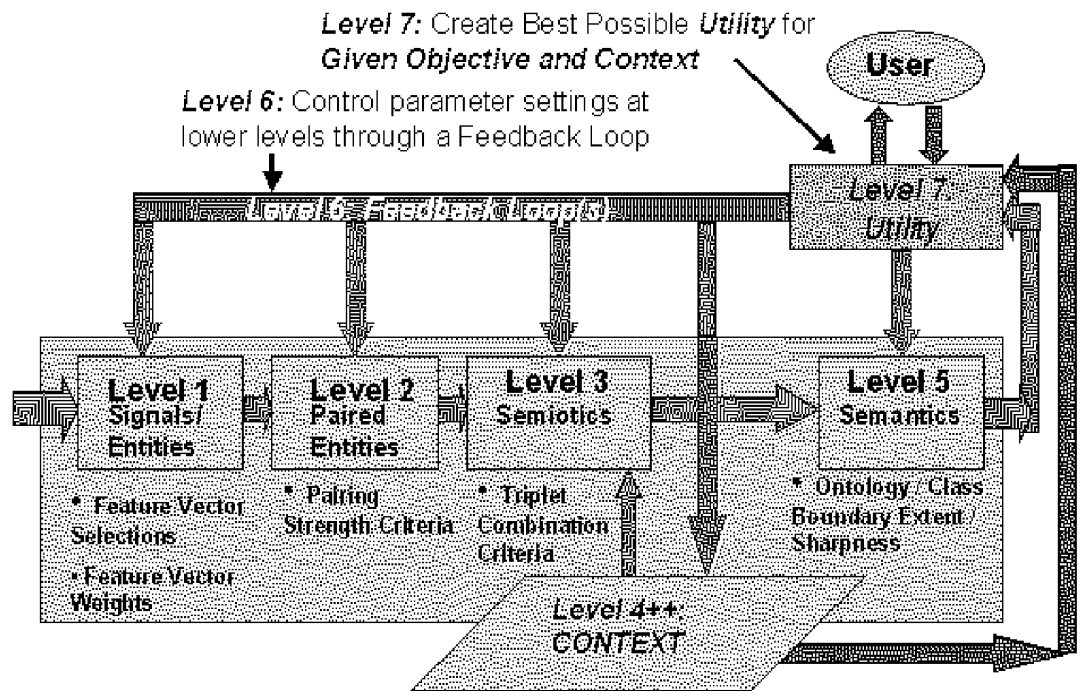 Level 7: Create Best Possible Utility for
Given Objective and Context
User
Level 6: Control parameter settings at
lower levels through a Feedback Loop
Level 7:
Utility
Level 6: Feedback Loop(s)
Level 1
Signals/
Entities
Level 2
Paired
Entities
Level 3
Semiotics
Level 5
Semantics
• Feature Vector
Selections
• Feature Vector
Weights
• Pairing
Strength Criteria
• Triplet
Combination
Criteria
• Ontology / Class
Boundary Extent /
Sharpness
Level 4++:
CONTEXT